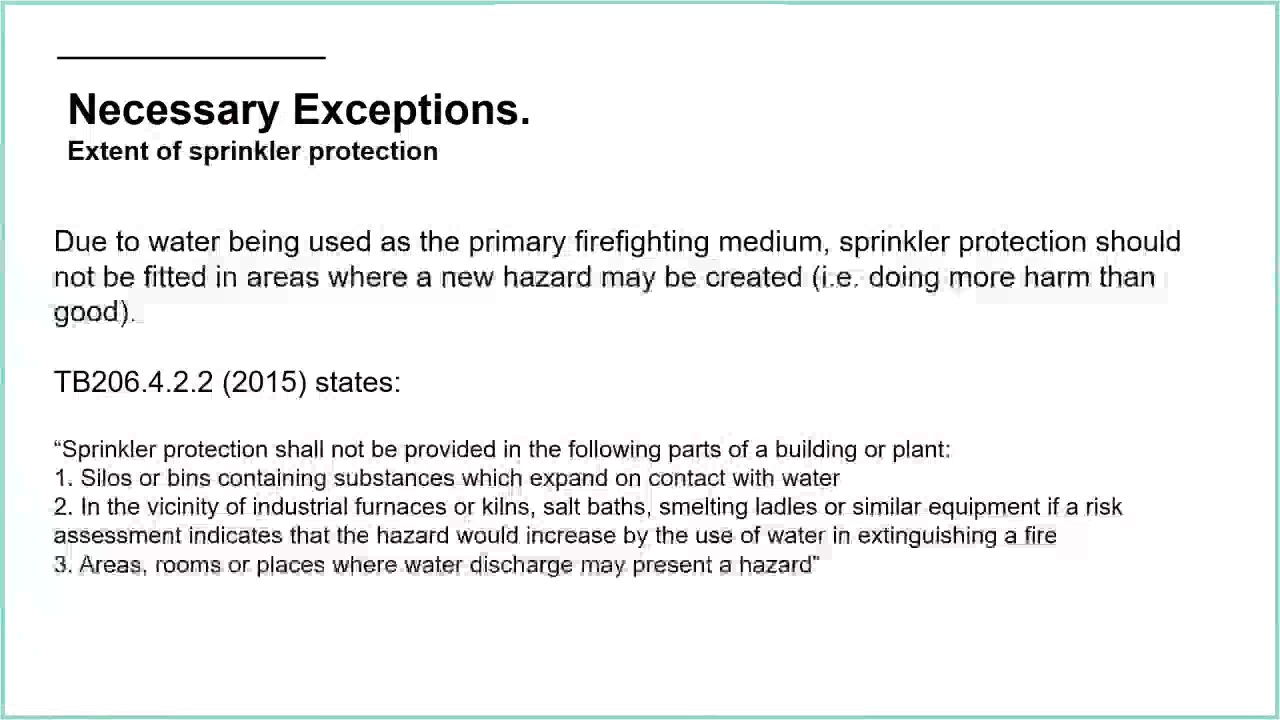 Necessary Exceptions.
Extent of sprinkler protection
Due to water being used as the primary firefighting medium, sprinkler protection should
not be fitted in areas where a new hazard may be created (i.e. doing more harm than
good).
TB206.4.2.2 (2015) states:
“Sprinkler protection shall not be provided in the following parts of a building or plant:
1. Silos or bins containing substances which expand on contact with water
2. In the vicinity of industrial furnaces or kilns, salt baths, smelting ladles or similar equipment if a risk
assessment indicates that the hazard would increase by the use of water in extinguishing a fire
3. Areas, rooms or places where water discharge may present a hazard”